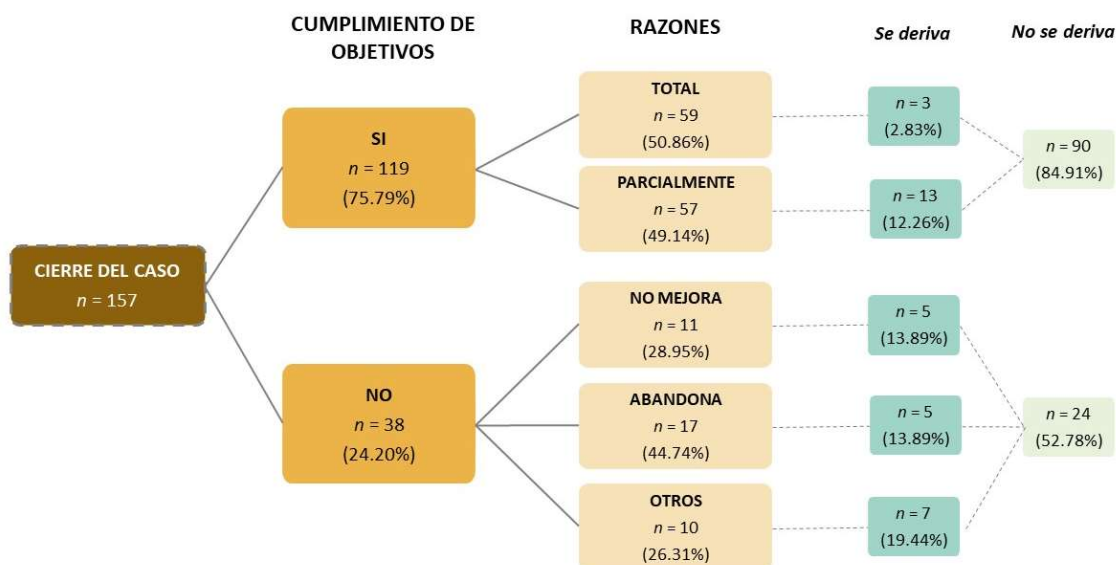 CUMPLIMIENTO DE
OBJETIVOS
RAZONES
Se deriva
No se deriva
CIERRE DEL CASO
n = 157
SI
n = 119
(75.79%)
TOTAL
n = 59
(50.86%)
n = 3
(2.83%)
PARCIALMENTE
n = 57
(49.14%)
n = 13
(12.26%)
n = 90
(84.91%)
NO
n = 38
(24.20%)
NO MEJORA
n = 11
(28.95%)
n = 5
(13.89%)
ABANDONA
n = 17
(44.74%)
n = 5
(13.89%)
OTROS
n = 10
(26.31%)
n = 7
(19.44%)
n = 24
(52.78%)